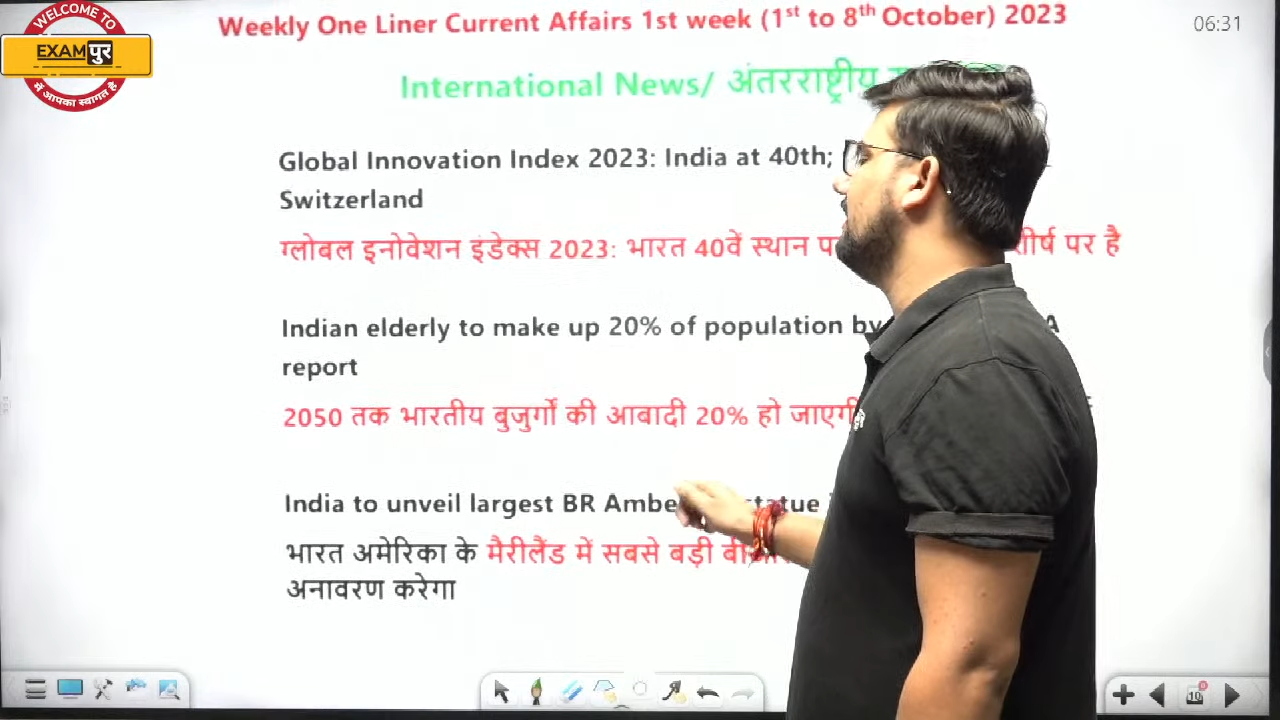 WELCOME TO
EXAMपुर
में आपका स्वागत है
Weekly One Liner Current Affairs 1st week (1st to 8th October) 2023
06:31
International News/ अंतरराष्ट्रीय
Global Innovation Index 2023: India at 40th;
Switzerland
ग्लोबल इनोवेशन इंडेक्स 2023: भारत 40वें स्थान शीर्ष पर है
Indian elderly to make up 20% of population by
report
2050 तक भारतीय बुजुर्गों की आबादी 20% हो जाएगी
India to unveil largest BR statue
भारत अमेरिका के मैरीलैंड में सबसे बड़ी
अनावरण करेगा
10